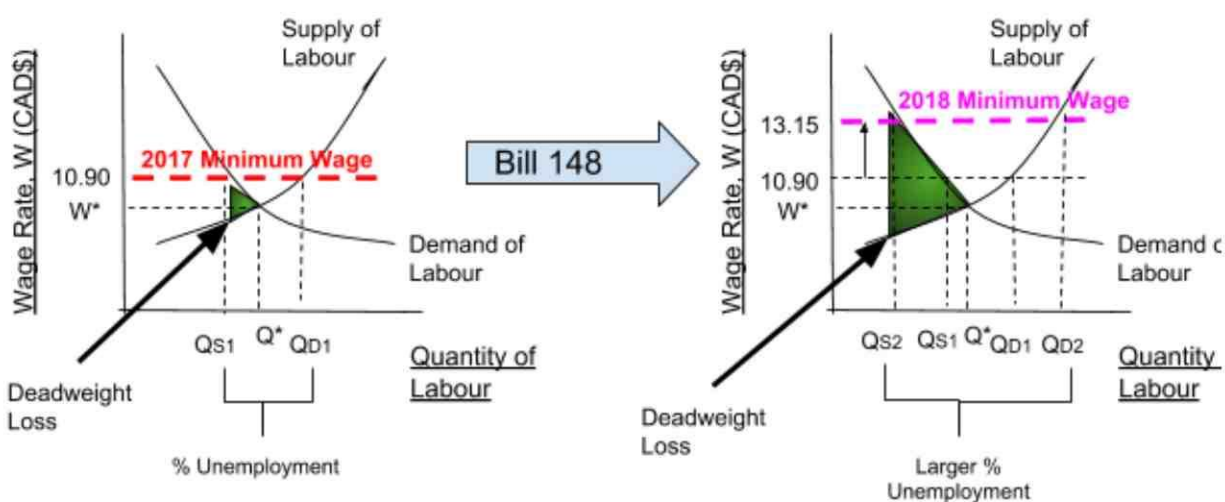 Wage Rate, W (CAD$)
Supply of
Labour
2017 Minimum Wage
10.90
W*
Demand of
Labour
QS1
Q*
QD1
Quantity of
Labour
Deadweight
Loss
% Unemployment
Bill 148
Wage Rate, W (CAD$)
Supply of
Labour
2018 Minimum Wage
13.15
10.90
W*
Demand
Labour
QS2
QS1
Q*
QD1
QD2
Quantity
Labour
Deadweight
Loss
Larger %
Unemployment